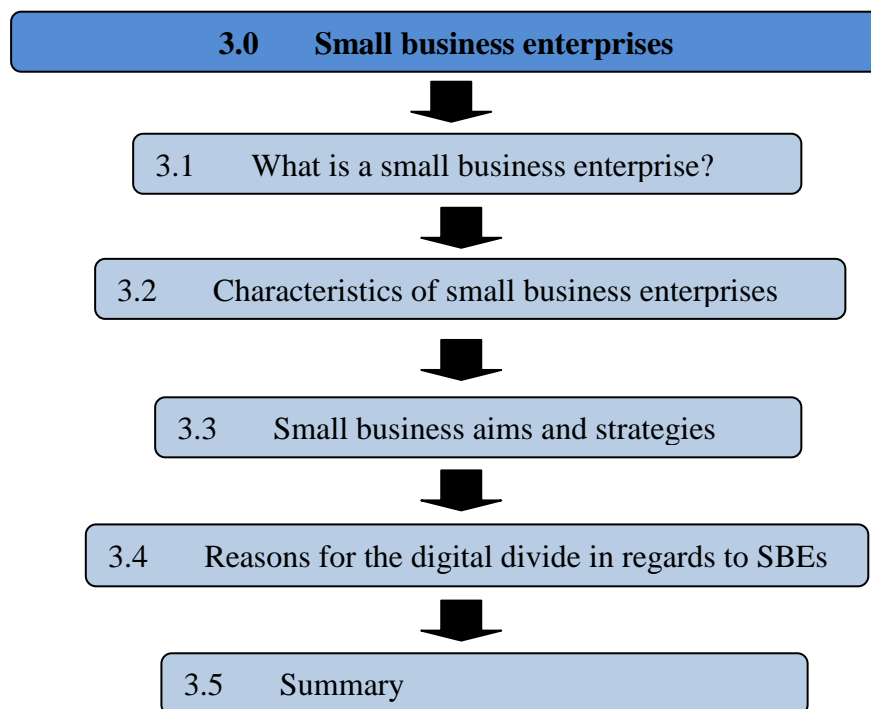 3.0 Small business enterprises
3.1 What is a small business enterprise?
3.2 Characteristics of small business enterprises
3.3 Small business aims and strategies
3.4 Reasons for the digital divide in regards to SBEs
3.5 Summary